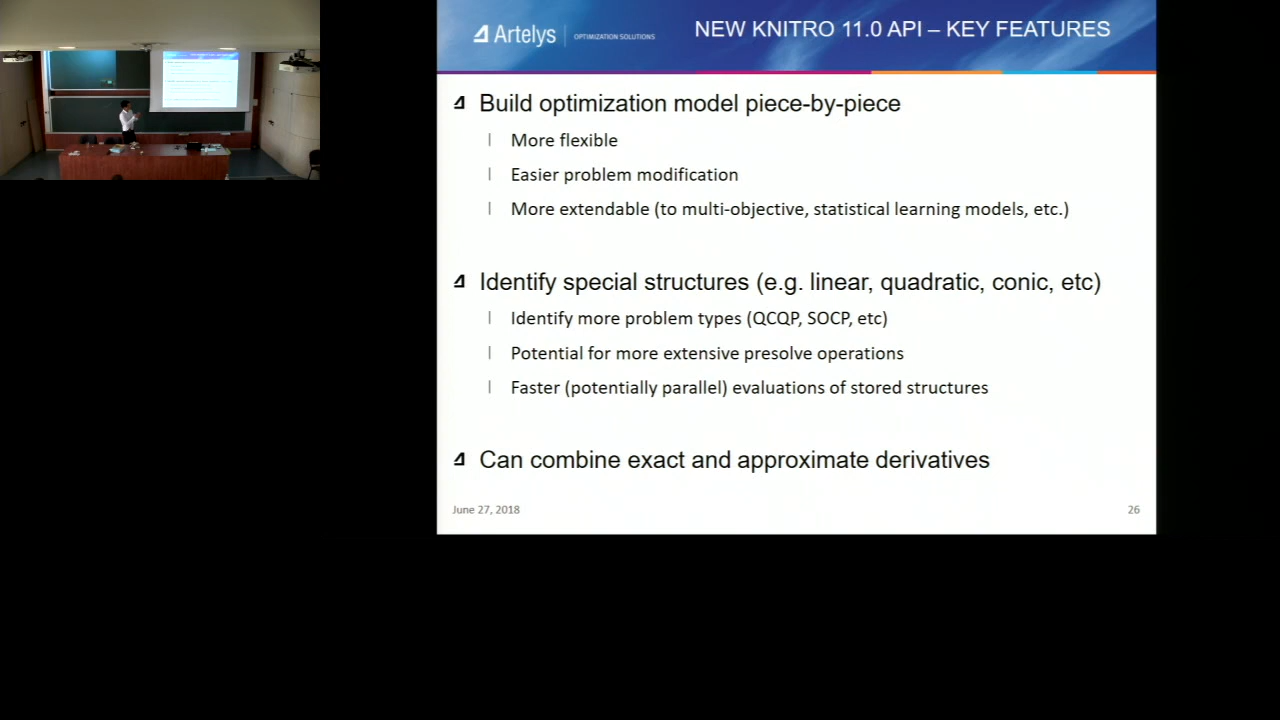 Artelys
OPTIMIZATION SOLUTIONS
NEW KNITRO 11.0 API – KEY FEATURES
Build optimization model piece-by-piece
More flexible
Easier problem modification
More extendable (to multi-objective, statistical learning models, etc.)
Identify special structures (e.g. linear, quadratic, conic, etc)
Identify more problem types (QCQP, SOCP, etc)
Potential for more extensive presolve operations
Faster (potentially parallel) evaluations of stored structures
Can combine exact and approximate derivatives
June 27, 2018
26